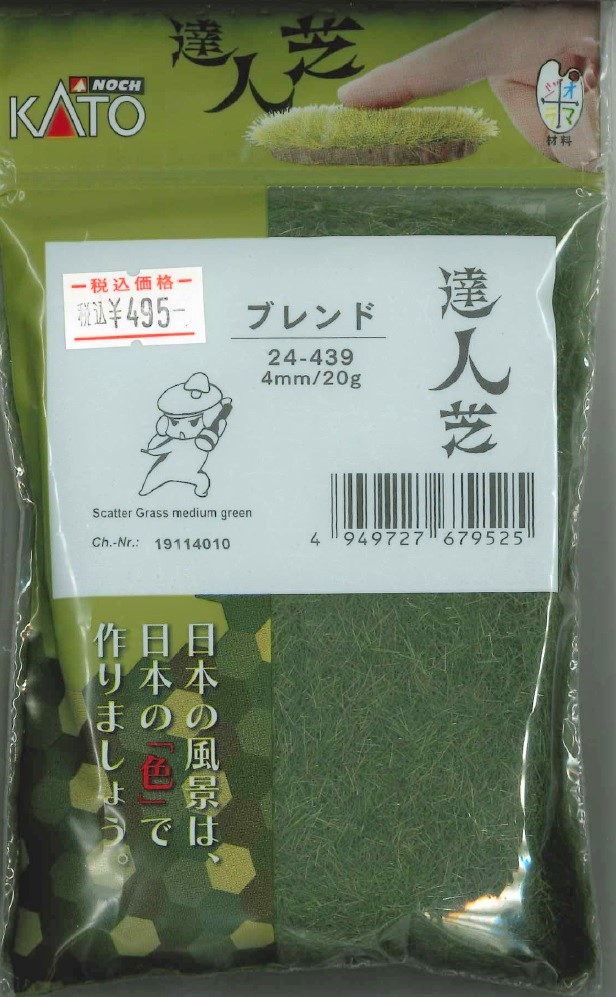 達人芝
NOCH
KATO
ジオ
ラマ
材料
税込価格
税込¥495-
ブレンド
24-439
4mm/20g
達人芝
Scatter Grass medium green
Ch.-Nr.: 19114010
4 949727 679525
日本の風景は、
日本の「色」で
作りましょう。